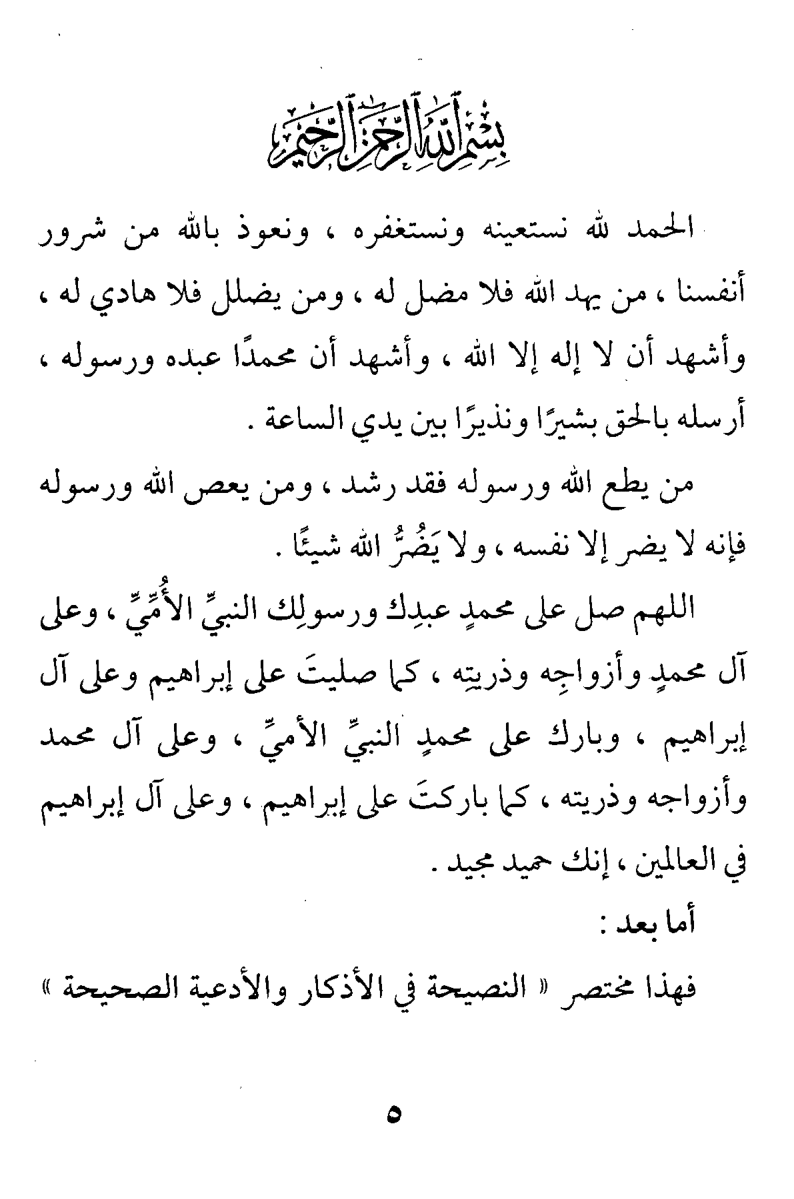 بِسْمِ اللَّهِ الرَّحْمَٰنِ الرَّحِيمِ
الحمد لله نستعينه ونستغفره ، ونعوذ بالله من شرور
أنفسنا ، من يهد الله فلا مضل له ، ومن يضلل فلا هادي له ،
وأشهد أن لا إله إلا الله ، وأشهد أن محمدًا عبده ورسوله ،
أرسله بالحق بشيرًا ونذيرًا بين يدي الساعة .
من يطع الله ورسوله فقد رشد ، ومن يعص الله ورسوله
فإنه لا يضر إلا نفسه ، ولا يَضُرُّ الله شيئًا .
اللهم صل على محمدٍ عبدِك ورسولِك النبيِّ الأُمِّيِّ ، وعلى
آل محمدٍ وأزواجِه وذريتِه ، كما صليتَ على إبراهيم وعلى آل
إبراهيم ، وبارك على محمدٍ النبيِّ الأميِّ ، وعلى آل محمد
وأزواجه وذريته ، كما باركتَ على إبراهيم ، وعلى آل إبراهيم
في العالمين ، إنك حميد مجيد .
أما بعد :
فهذا مختصر « النصيحة في الأذكار والأدعية الصحيحة »
٥